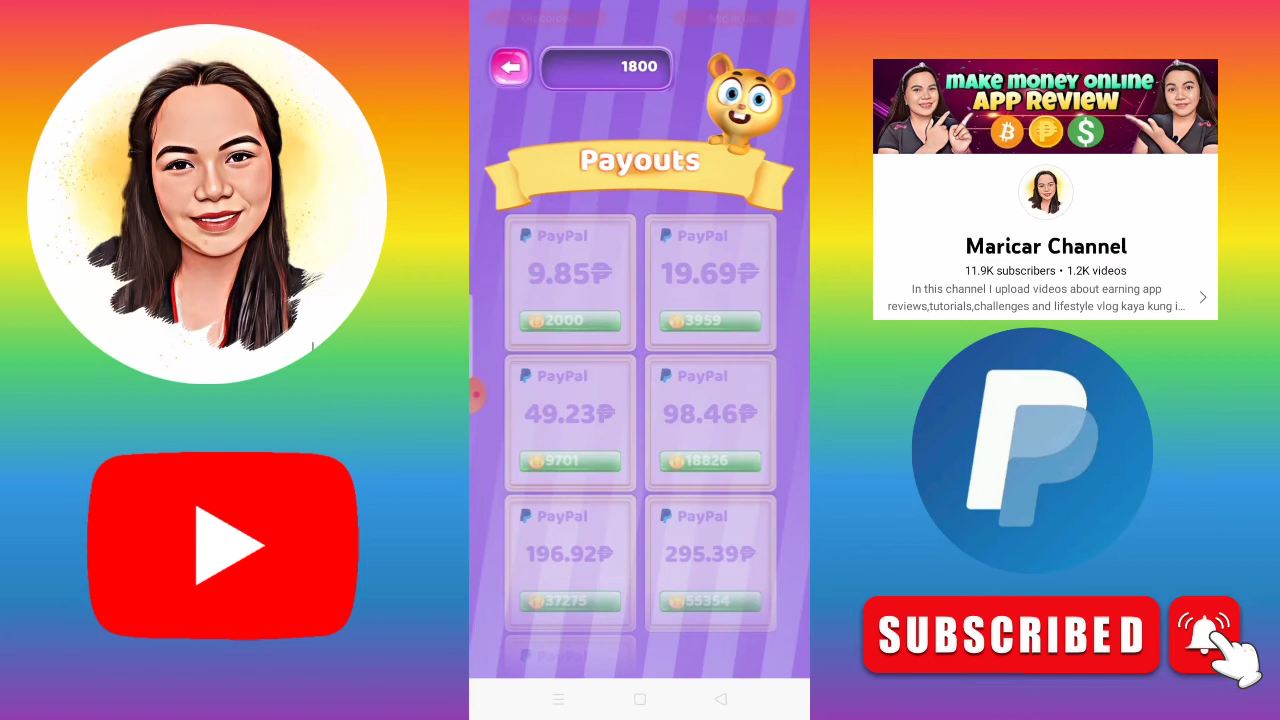 1800
Payouts
PayPal
9.85₱
2000
PayPal
19.69₱
3959
PayPal
49.23₱
9701
PayPal
98.46₱
18826
PayPal
196.92₱
37275
PayPal
295.39₱
55354
PayPal
MAKE MONEY ONLINE
APP REVIEW
Maricar Channel
11.9K subscribers • 1.2K videos
In this channel I upload videos about earning app
reviews,tutorials,challenges and lifestyle vlog kaya kung i...
SUBSCRIBED